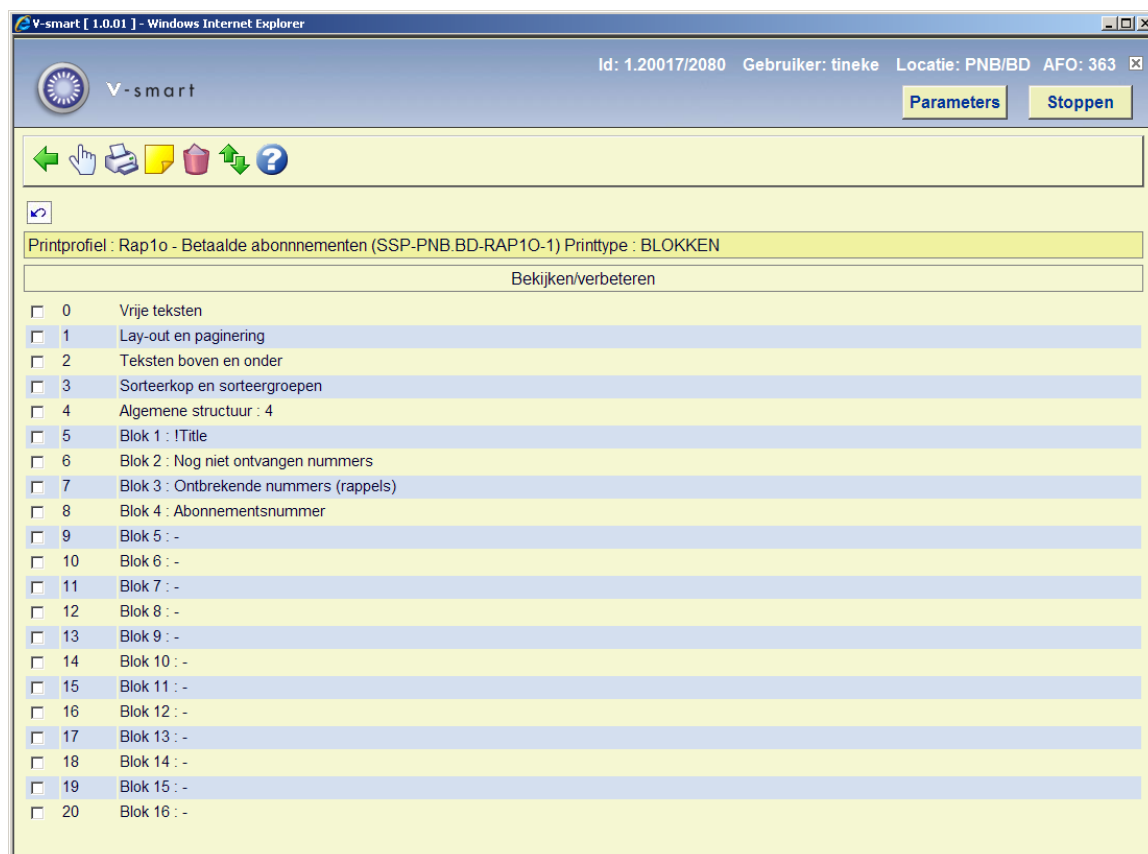 V-smart [ 1.0.01 ] - Windows Internet Explorer
Id: 1.20017/2080 Gebruiker: tineke Locatie: PNB/BD AFO: 363
V-smart
Parameters Stoppen
Printprofiel : Rap1o - Betaalde abonnnementen (SSP-PNB.BD-RAP1O-1) Printtype : BLOKKEN
Bekijken/verbeteren
0 Vrije teksten
1 Lay-out en paginering
2 Teksten boven en onder
3 Sorteerkop en sorteergroepen
4 Algemene structuur : 4
5 Blok 1 : !Title
6 Blok 2 : Nog niet ontvangen nummers
7 Blok 3 : Ontbrekende nummers (rappels)
8 Blok 4 : Abonnementsnummer
9 Blok 5 : -
10 Blok 6 : -
11 Blok 7 : -
12 Blok 8 : -
13 Blok 9 : -
14 Blok 10 : -
15 Blok 11 : -
16 Blok 12 : -
17 Blok 13 : -
18 Blok 14 : -
19 Blok 15 : -
20 Blok 16 : -